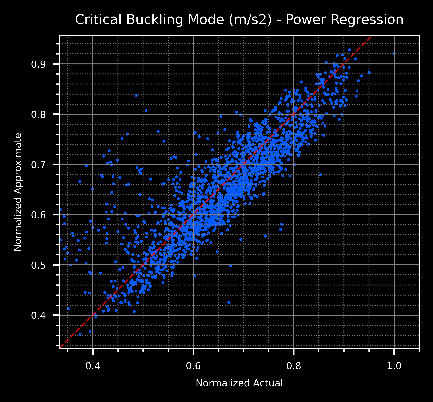 Critical Buckling Mode (m/s2) - Power Regression
0.9
0.8
0.7
0.6
0.5
0.4
Normalized Approximate
0.4 0.6 0.8 1.0
Normalized Actual